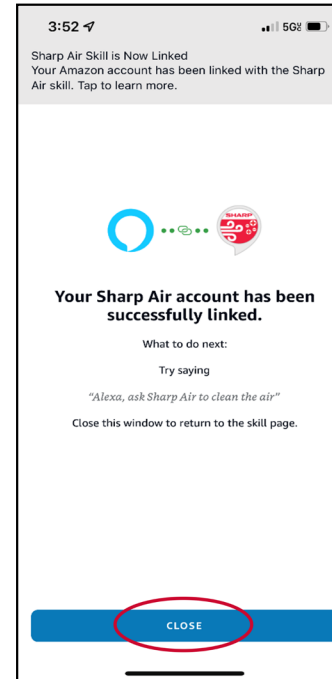 3:52
5G
Sharp Air Skill is Now Linked
Your Amazon account has been linked with the Sharp
Air skill. Tap to learn more.
SHARP
Your Sharp Air account has been
successfully linked.
What to do next:
Try saying
“Alexa, ask Sharp Air to clean the air”
Close this window to return to the skill page.
CLOSE